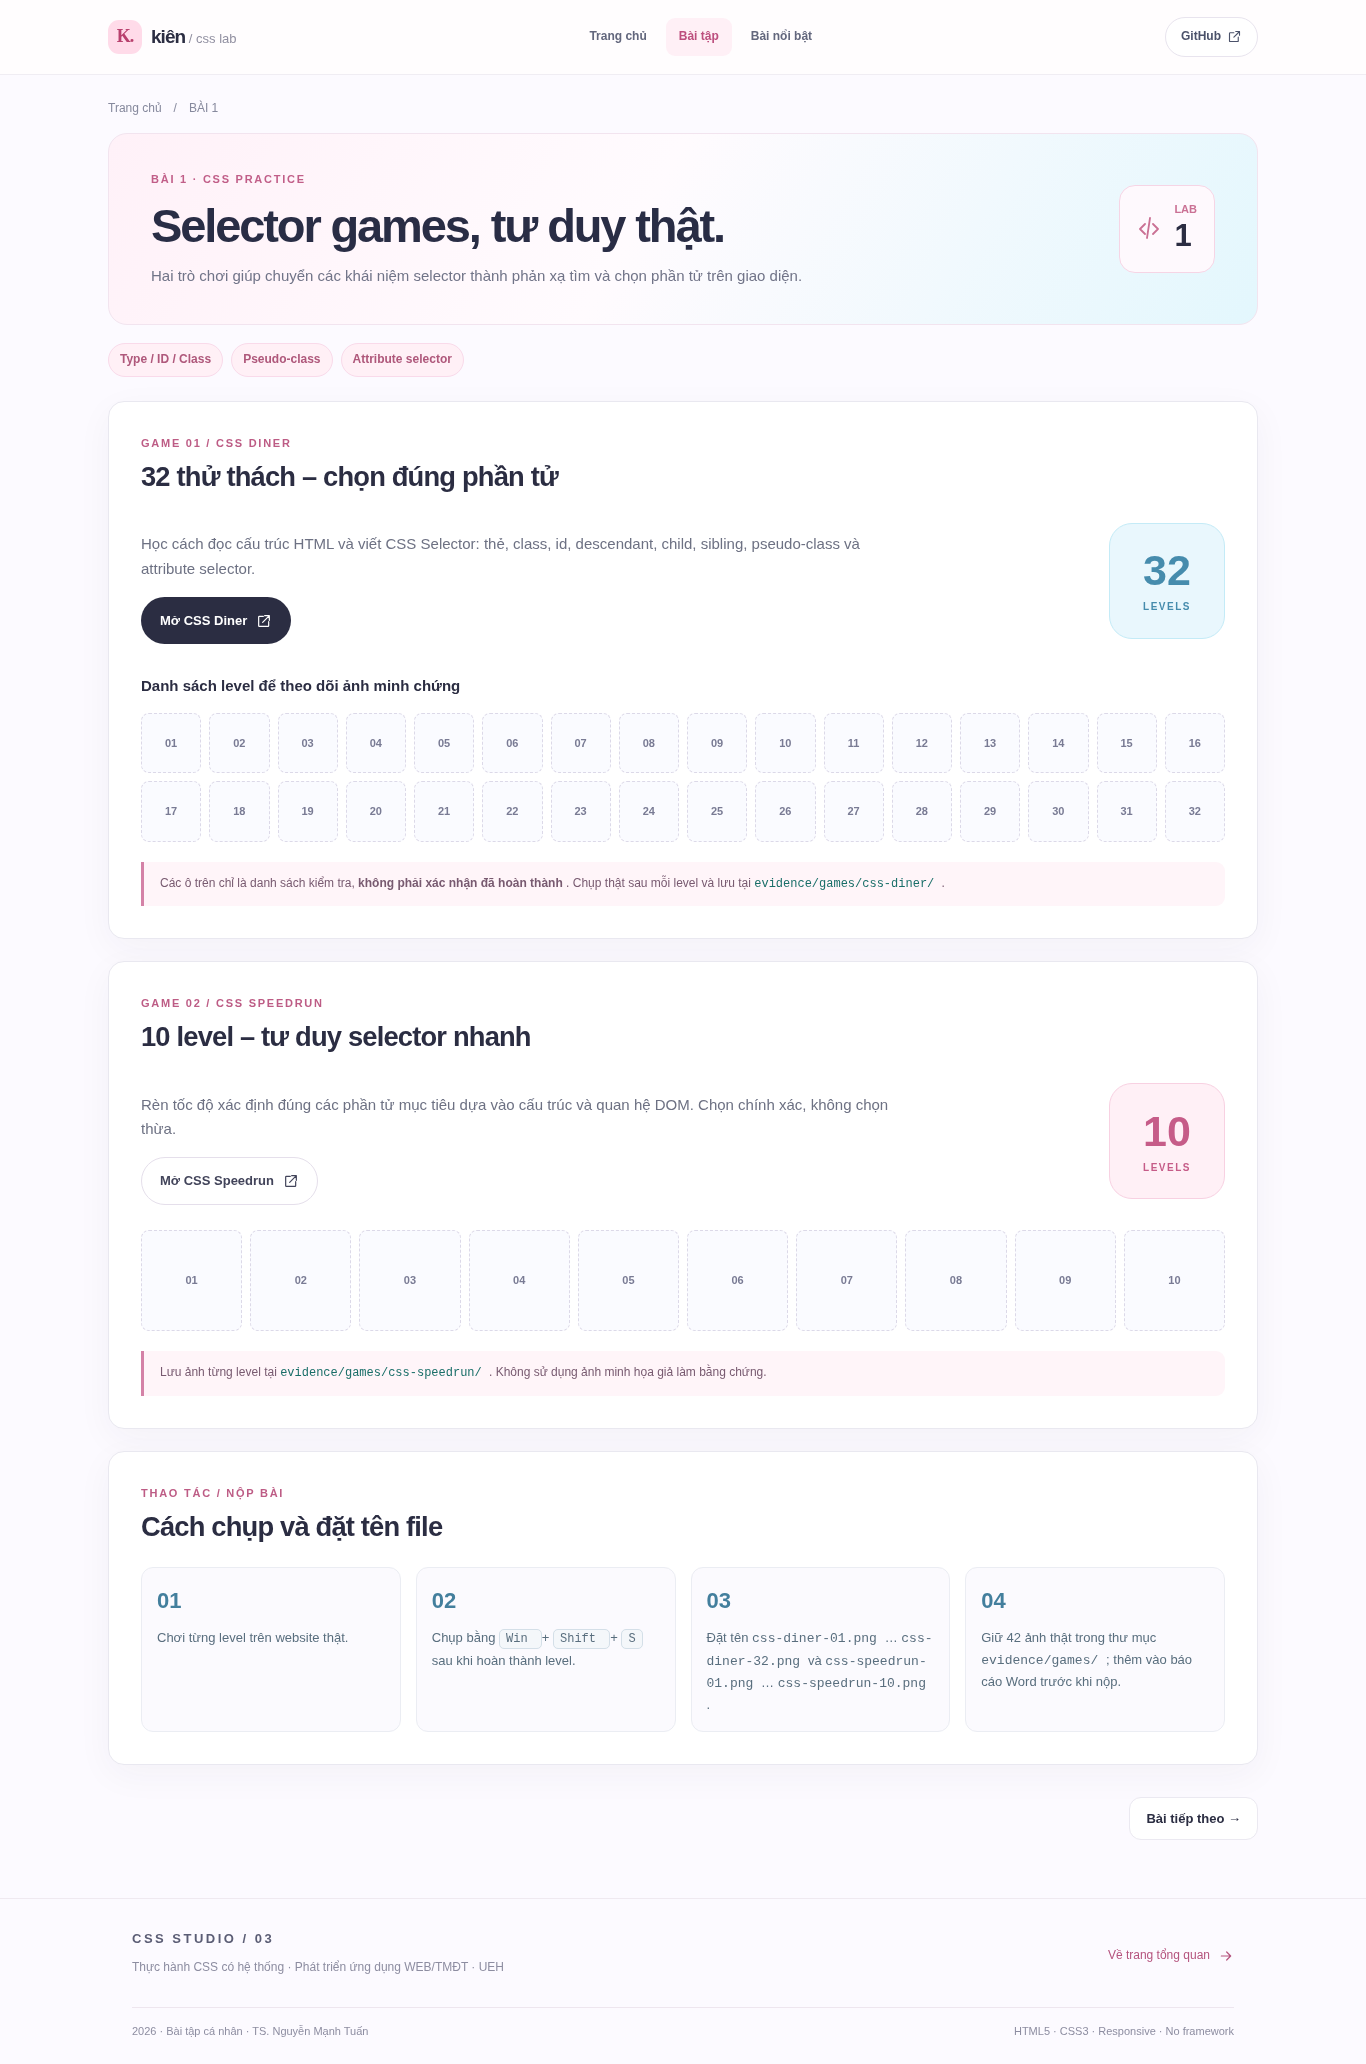 K. kiên / css lab
Trang chủ
Bài tập
Bài nổi bật
GitHub
Trang chủ / BÀI 1
BÀI 1 · CSS PRACTICE
Selector games, tư duy thật.
Hai trò chơi giúp chuyển các khái niệm selector thành phản xạ tìm và chọn phần tử trên giao diện.
LAB
1
Type / ID / Class
Pseudo-class
Attribute selector
GAME 01 / CSS DINER
32 thử thách – chọn đúng phần tử
Học cách đọc cấu trúc HTML và viết CSS Selector: thẻ, class, id, descendant, child, sibling, pseudo-class và
attribute selector.
Mở CSS Diner
32
LEVELS
Danh sách level để theo dõi ảnh minh chứng
01 02 03 04 05 06 07 08 09 10 11 12 13 14 15 16
17 18 19 20 21 22 23 24 25 26 27 28 29 30 31 32
Các ô trên chỉ là danh sách kiểm tra, không phải xác nhận đã hoàn thành . Chụp thật sau mỗi level và lưu tại evidence/games/css-diner/ .
GAME 02 / CSS SPEEDRUN
10 level – tư duy selector nhanh
Rèn tốc độ xác định đúng các phần tử mục tiêu dựa vào cấu trúc và quan hệ DOM. Chọn chính xác, không chọn
thừa.
Mở CSS Speedrun
10
LEVELS
01 02 03 04 05 06 07 08 09 10
Lưu ảnh từng level tại evidence/games/css-speedrun/ . Không sử dụng ảnh minh họa giả làm bằng chứng.
THAO TÁC / NỘP BÀI
Cách chụp và đặt tên file
01
Chơi từng level trên website thật.
02
Chụp bằng Win + Shift + S
sau khi hoàn thành level.
03
Đặt tên css-diner-01.png … css-
diner-32.png và css-speedrun-
01.png … css-speedrun-10.png
.
04
Giữ 42 ảnh thật trong thư mục
evidence/games/ ; thêm vào báo
cáo Word trước khi nộp.
Bài tiếp theo →
CSS STUDIO / 03
Thực hành CSS có hệ thống · Phát triển ứng dụng WEB/TMĐT · UEH
Về trang tổng quan →
2026 · Bài tập cá nhân · TS. Nguyễn Mạnh Tuấn
HTML5 · CSS3 · Responsive · No framework